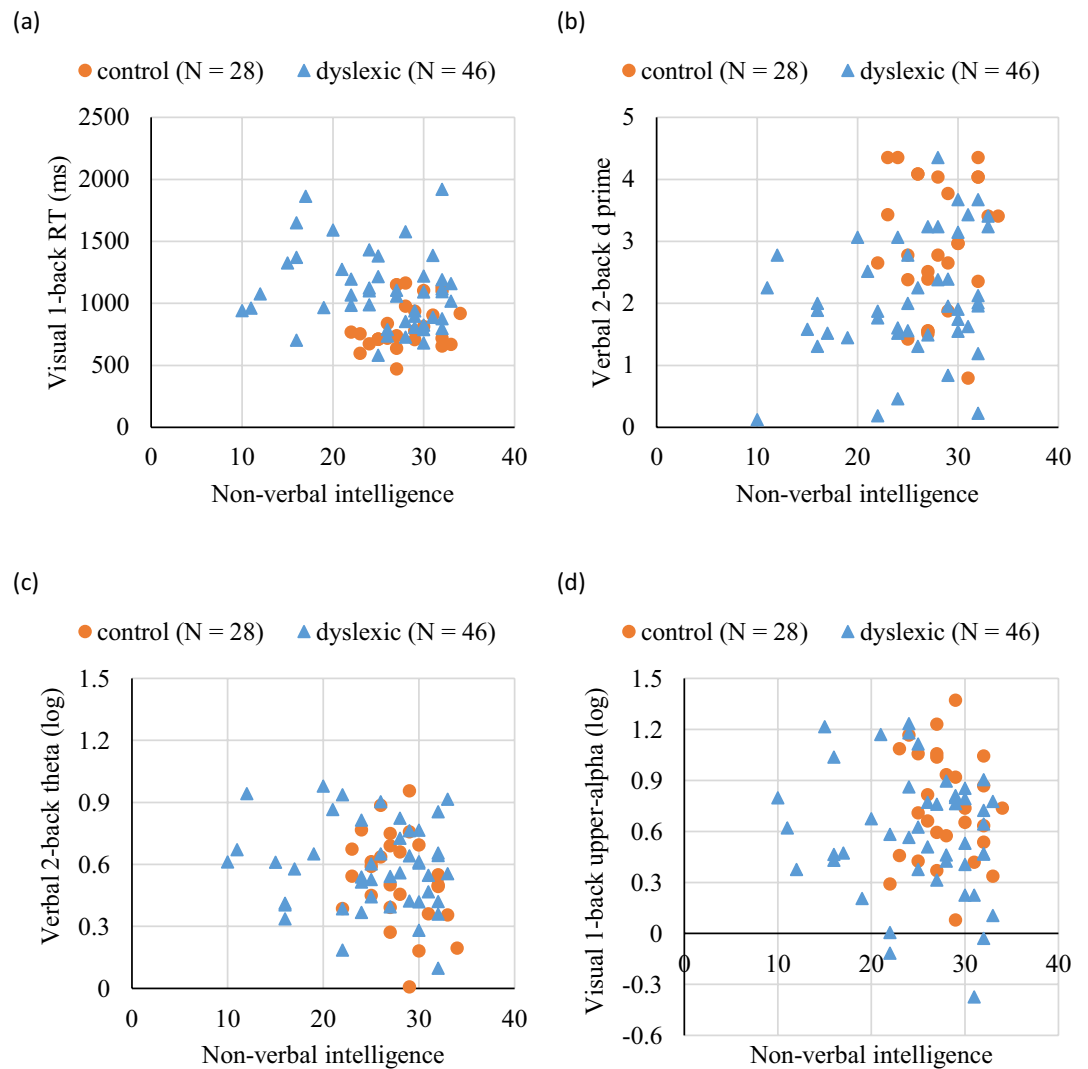 (a)
control (N = 28) dyslexic (N = 46)
Visual 1-back RT (ms)
2500
2000
1500
1000
500
0
0 10 20 30 40
Non-verbal intelligence
(b)
control (N = 28) dyslexic (N = 46)
Verbal 2-back d prime
5
4
3
2
1
0
0 10 20 30 40
Non-verbal intelligence
(c)
control (N = 28) dyslexic (N = 46)
Verbal 2-back theta (log)
1.5
1.2
0.9
0.6
0.3
0
0 10 20 30 40
Non-verbal intelligence
(d)
control (N = 28) dyslexic (N = 46)
Visual 1-back upper-alpha (log)
1.5
1.2
0.9
0.6
0.3
0
-0.3
-0.6
0 10 20 30 40
Non-verbal intelligence